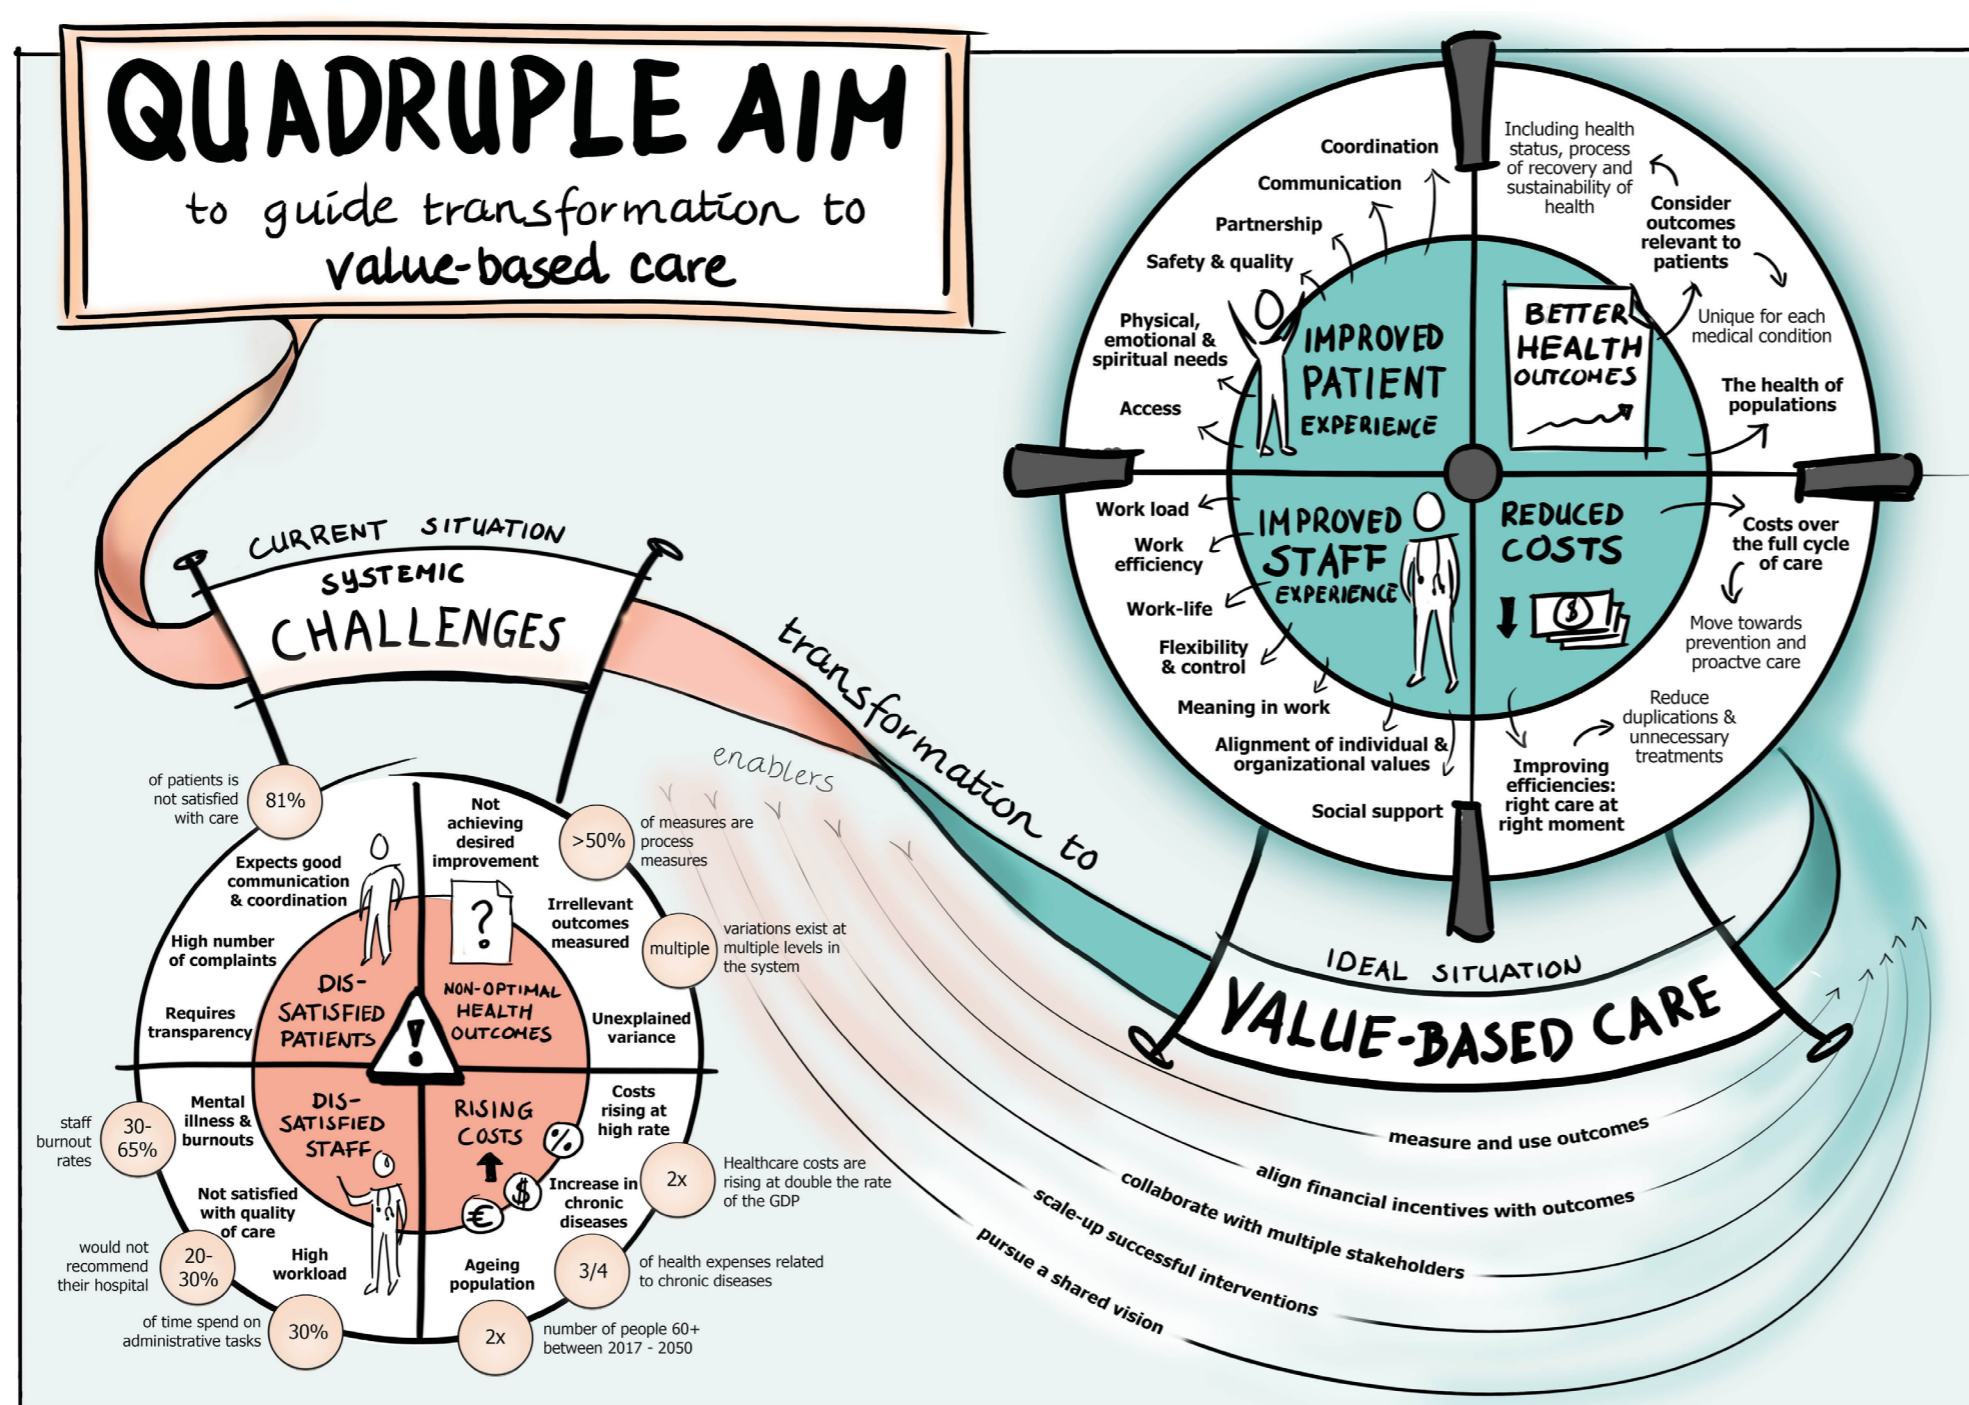 QUADRUPLE AIM
to guide transformation to
value-based care
CURRENT SITUATION
SYSTEMIC
CHALLENGES
transformation to
enablers
of patients is
not satisfied
with care
81%
Expects good
communication
& coordination
High number
of complaints
Requires
transparency
DIS-
SATISFIED
PATIENTS
Not
achieving
desired
improvement
>50%
of measures are
process
measures
?
Irrellevant
outcomes
measured
multiple
variations exist at
multiple levels in
the system
NON-OPTIMAL
HEALTH
OUTCOMES
Unexplained
variance
!
staff
burnout
rates
30-
65%
Mental
illness &
burnouts
DIS-
SATISFIED
STAFF
Not satisfied
with quality
of care
would not
recommend
their hospital
20-
30%
High
workload
of time spend on
administrative tasks
30%
RISING
COSTS
%
$
€
Costs
rising at
high rate
2x
Healthcare costs are
rising at double the rate
of the GDP
Increase in
chronic
diseases
3/4
of health expenses related
to chronic diseases
Ageing
population
2x
number of people 60+
between 2017 - 2050
Coordination
Communication
Partnership
Safety & quality
Physical,
emotional &
spiritual needs
Access
IMPROVED
PATIENT
EXPERIENCE
Including health
status, process
of recovery and
sustainability of
health
Consider
outcomes
relevant to
patients
Unique for each
medical condition
The health of
populations
BETTER
HEALTH
OUTCOMES
Work load
Work
efficiency
Work-life
Flexibility
& control
Meaning in work
Alignment of individual &
organizational values
Social support
IMPROVED
STAFF
EXPERIENCE
REDUCED
COSTS
$
Costs over
the full cycle
of care
Move towards
prevention and
proactve care
Reduce
duplications &
unnecessary
treatments
Improving
efficiencies:
right care at
right moment
IDEAL SITUATION
VALUE-BASED CARE
measure and use outcomes
align financial incentives with outcomes
collaborate with multiple stakeholders
scale-up successful interventions
pursue a shared vision